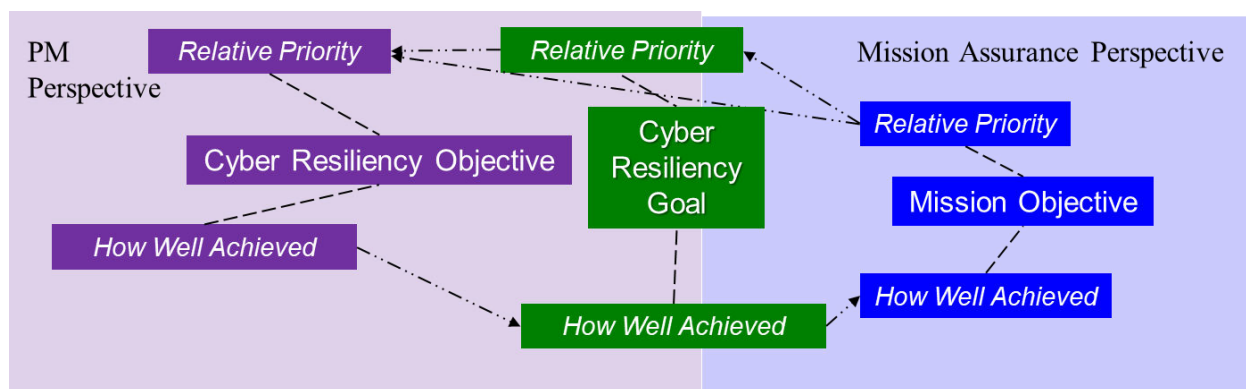 PM
Perspective
Relative Priority
Cyber Resiliency Objective
How Well Achieved
Relative Priority
Cyber
Resiliency
Goal
How Well Achieved
Mission Assurance Perspective
Relative Priority
Mission Objective
How Well Achieved